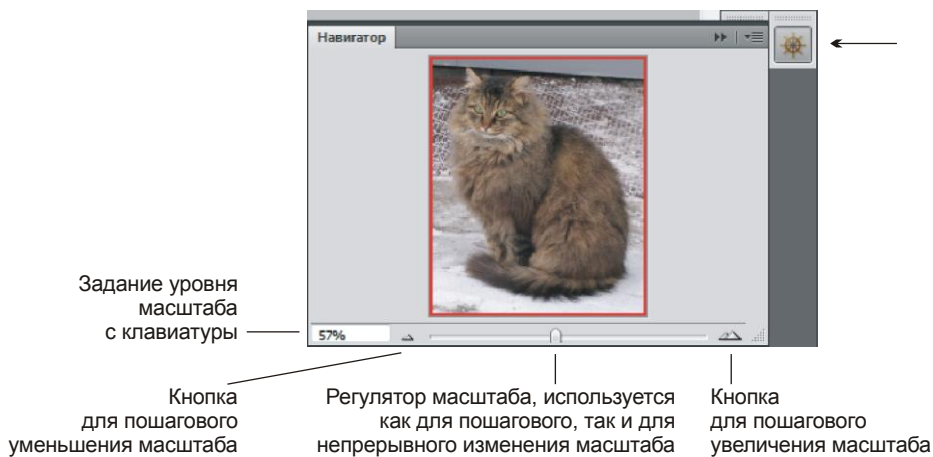 Навигатор
Задание уровня
масштаба
с клавиатуры
57%
Кнопка
для пошагового
уменьшения масштаба
Регулятор масштаба, используется
как для пошагового, так и для
непрерывного изменения масштаба
Кнопка
для пошагового
увеличения масштаба